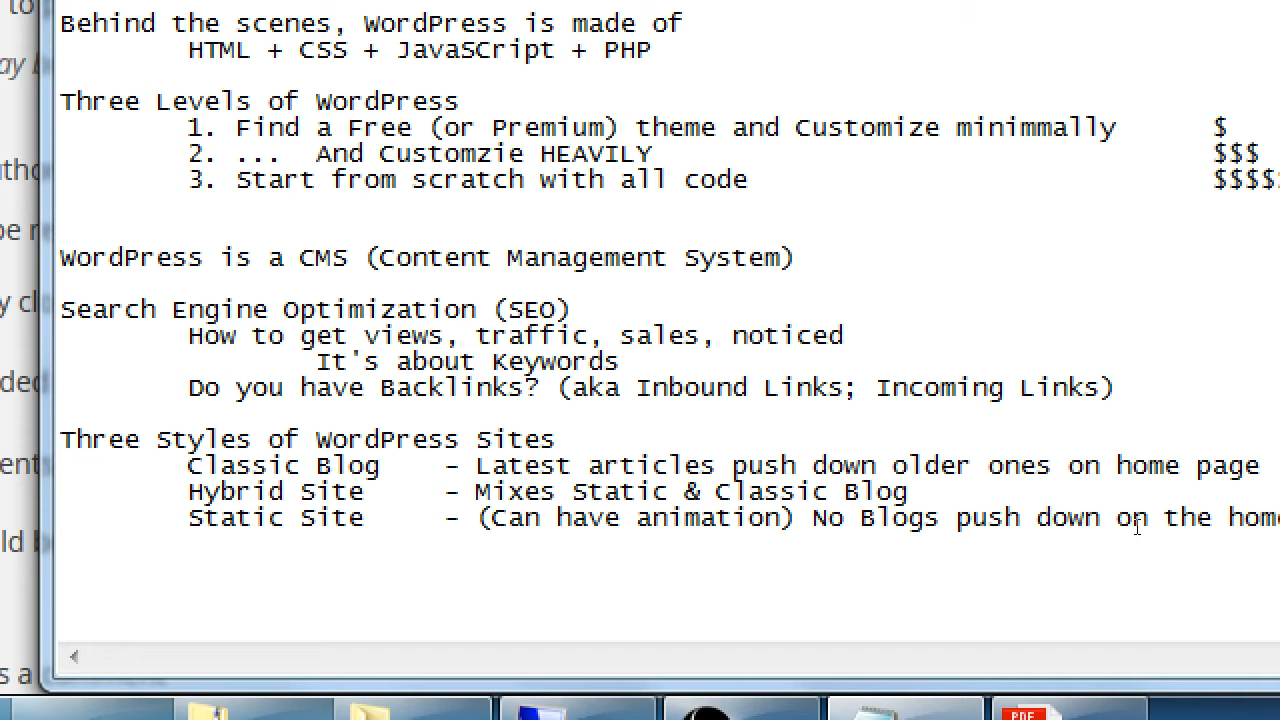 Behind the scenes, WordPress is made of
HTML + CSS + JavaSCript + PHP
Three Levels of WordPress
1. Find a Free (or Premium) theme and Customize minimmally $
2. ... And Customzie HEAVILY $$$
3. Start from scratch with all code $$$$
WordPress is a CMS (Content Management System)
Search Engine Optimization (SEO)
How to get views, traffic, sales, noticed
It's about Keywords
Do you have Backlinks? (aka Inbound Links; Incoming Links)
Three Styles of WordPress Sites
Classic Blog - Latest articles push down older ones on home page
Hybrid Site - Mixes Static & Classic Blog
Static Site - (Can have animation) No Blogs push down on the home
PDF